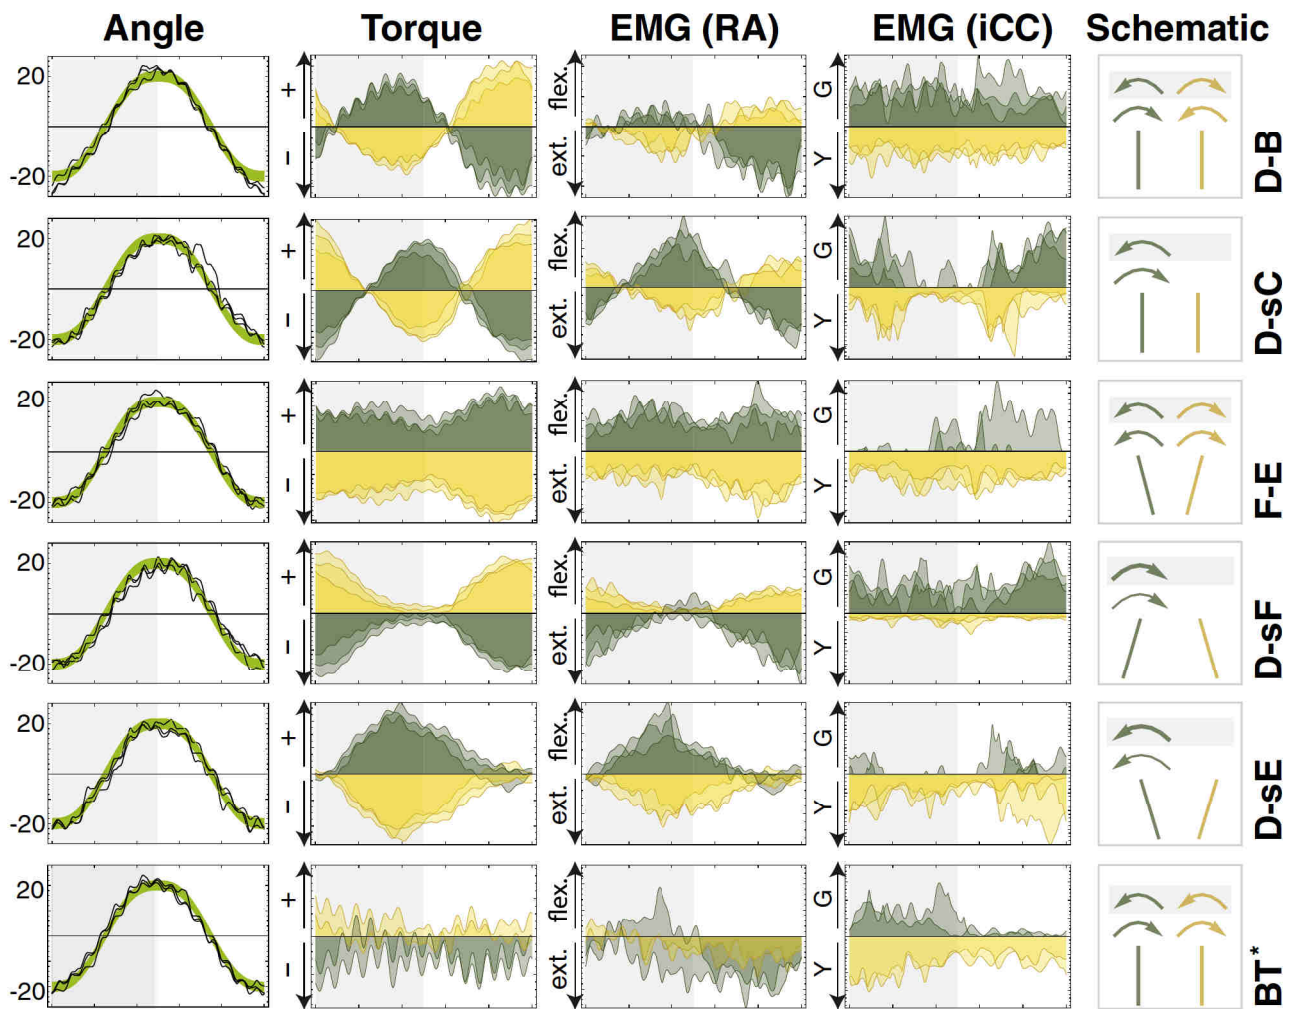 Angle Torque EMG (RA) EMG (iCC) Schematic
20 -20 + − flex. ext. G Y D-B
20 -20 + − flex. ext. G Y D-sC
20 -20 + − flex. ext. G Y F-E
20 -20 + − flex. ext. G Y D-sF
20 -20 + − flex. ext. G Y D-sE
20 -20 + − flex. ext. G Y BT*